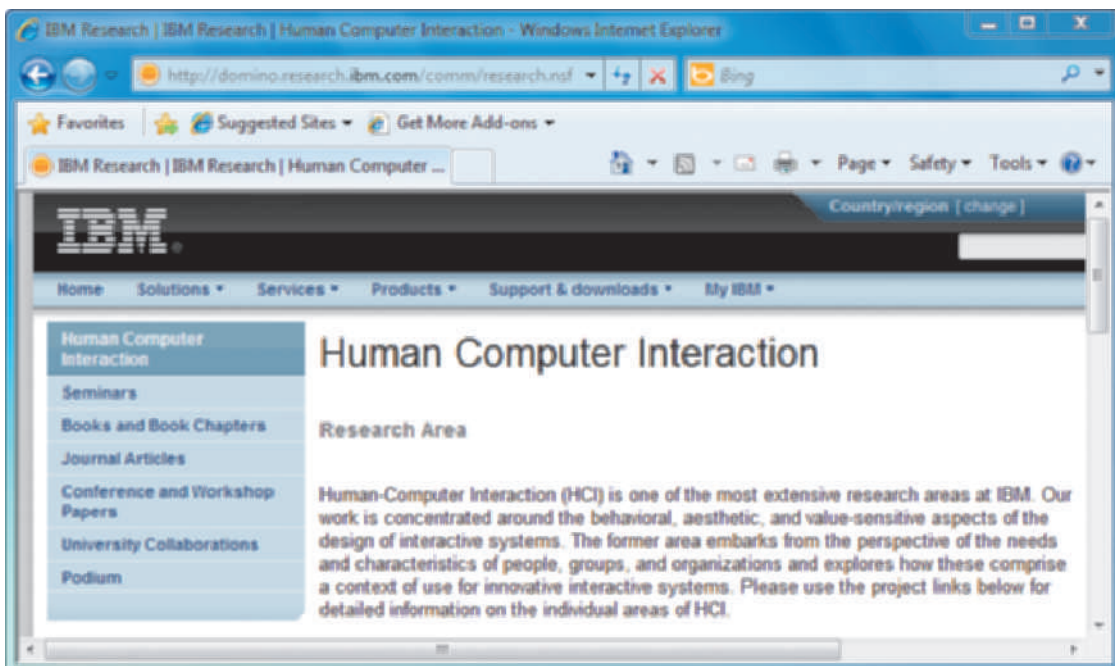 IBM Research | IBM Research | Human Computer Interaction - Windows Internet Explorer
http://domino.research.ibm.com/comm/research.nsf
Bing
Favorites Suggested Sites Get More Add-ons
IBM Research | IBM Research | Human Computer ...
Page Safety Tools
Country/region [ change ]
IBM®
Home Solutions Services Products Support & downloads My IBM
Human Computer
Interaction
Seminars
Books and Book Chapters
Journal Articles
Conference and Workshop
Papers
University Collaborations
Podium
Human Computer Interaction
Research Area
Human-Computer Interaction (HCI) is one of the most extensive research areas at IBM. Our
work is concentrated around the behavioral, aesthetic, and value-sensitive aspects of the
design of interactive systems. The former area embarks from the perspective of the needs
and characteristics of people, groups, and organizations and explores how these comprise
a context of use for innovative interactive systems. Please use the project links below for
detailed information on the individual areas of HCI.